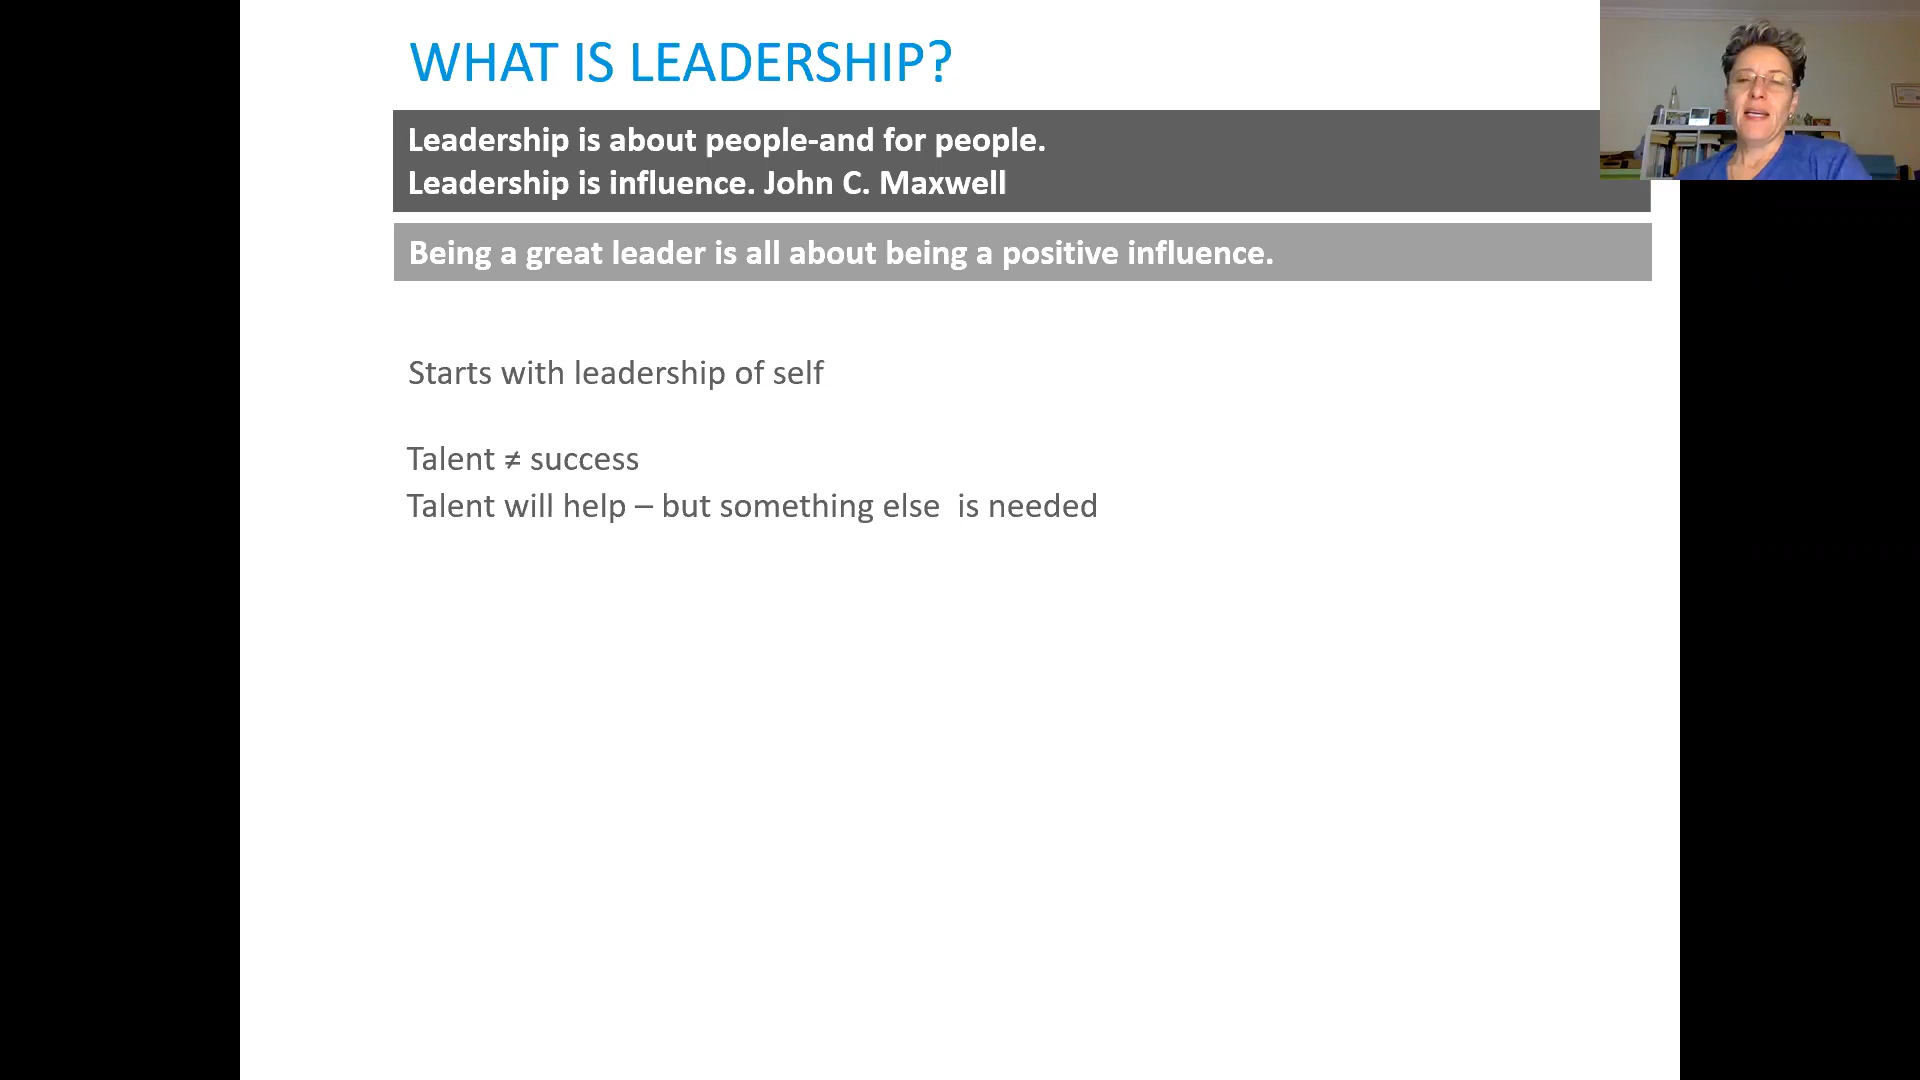 WHAT IS LEADERSHIP?
Leadership is about people-and for people.
Leadership is influence. John C. Maxwell
Being a great leader is all about being a positive influence.
Starts with leadership of self
Talent ≠ success
Talent will help – but something else  is needed